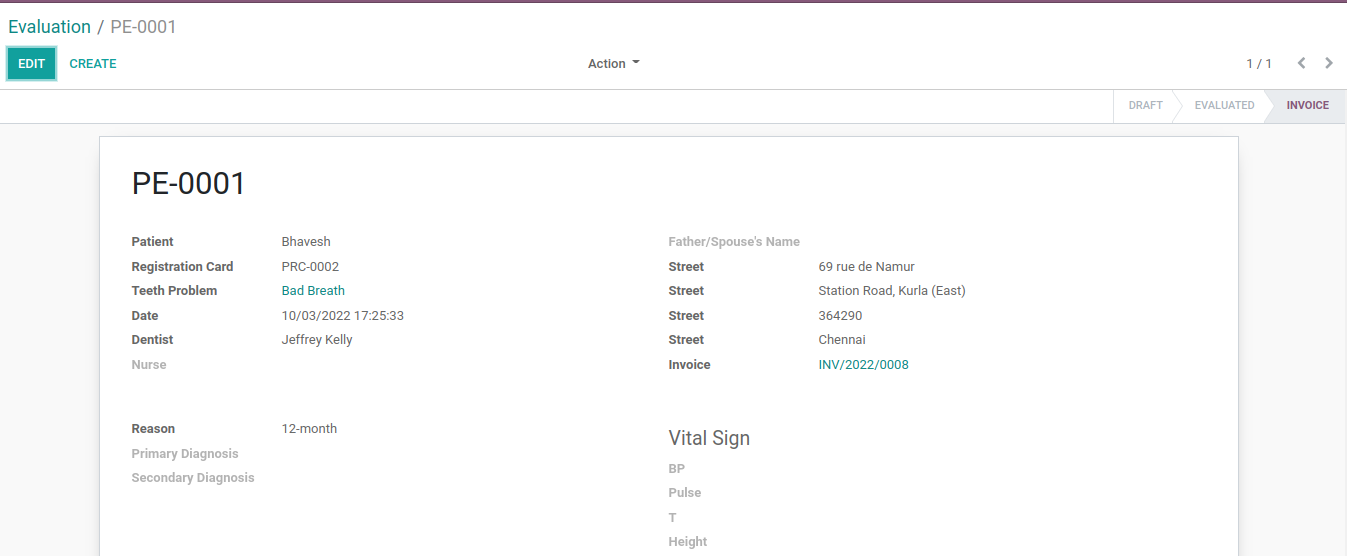 Evaluation / PE-0001
EDIT CREATE Action 1 / 1
DRAFT EVALUATED INVOICE
PE-0001
Patient Bhavesh
Registration Card PRC-0002
Teeth Problem Bad Breath
Date 10/03/2022 17:25:33
Dentist Jeffrey Kelly
Nurse
Father/Spouse's Name
Street 69 rue de Namur
Street Station Road, Kurla (East)
Street 364290
Street Chennai
Invoice INV/2022/0008
Reason 12-month
Primary Diagnosis
Secondary Diagnosis
Vital Sign
BP
Pulse
T
Height